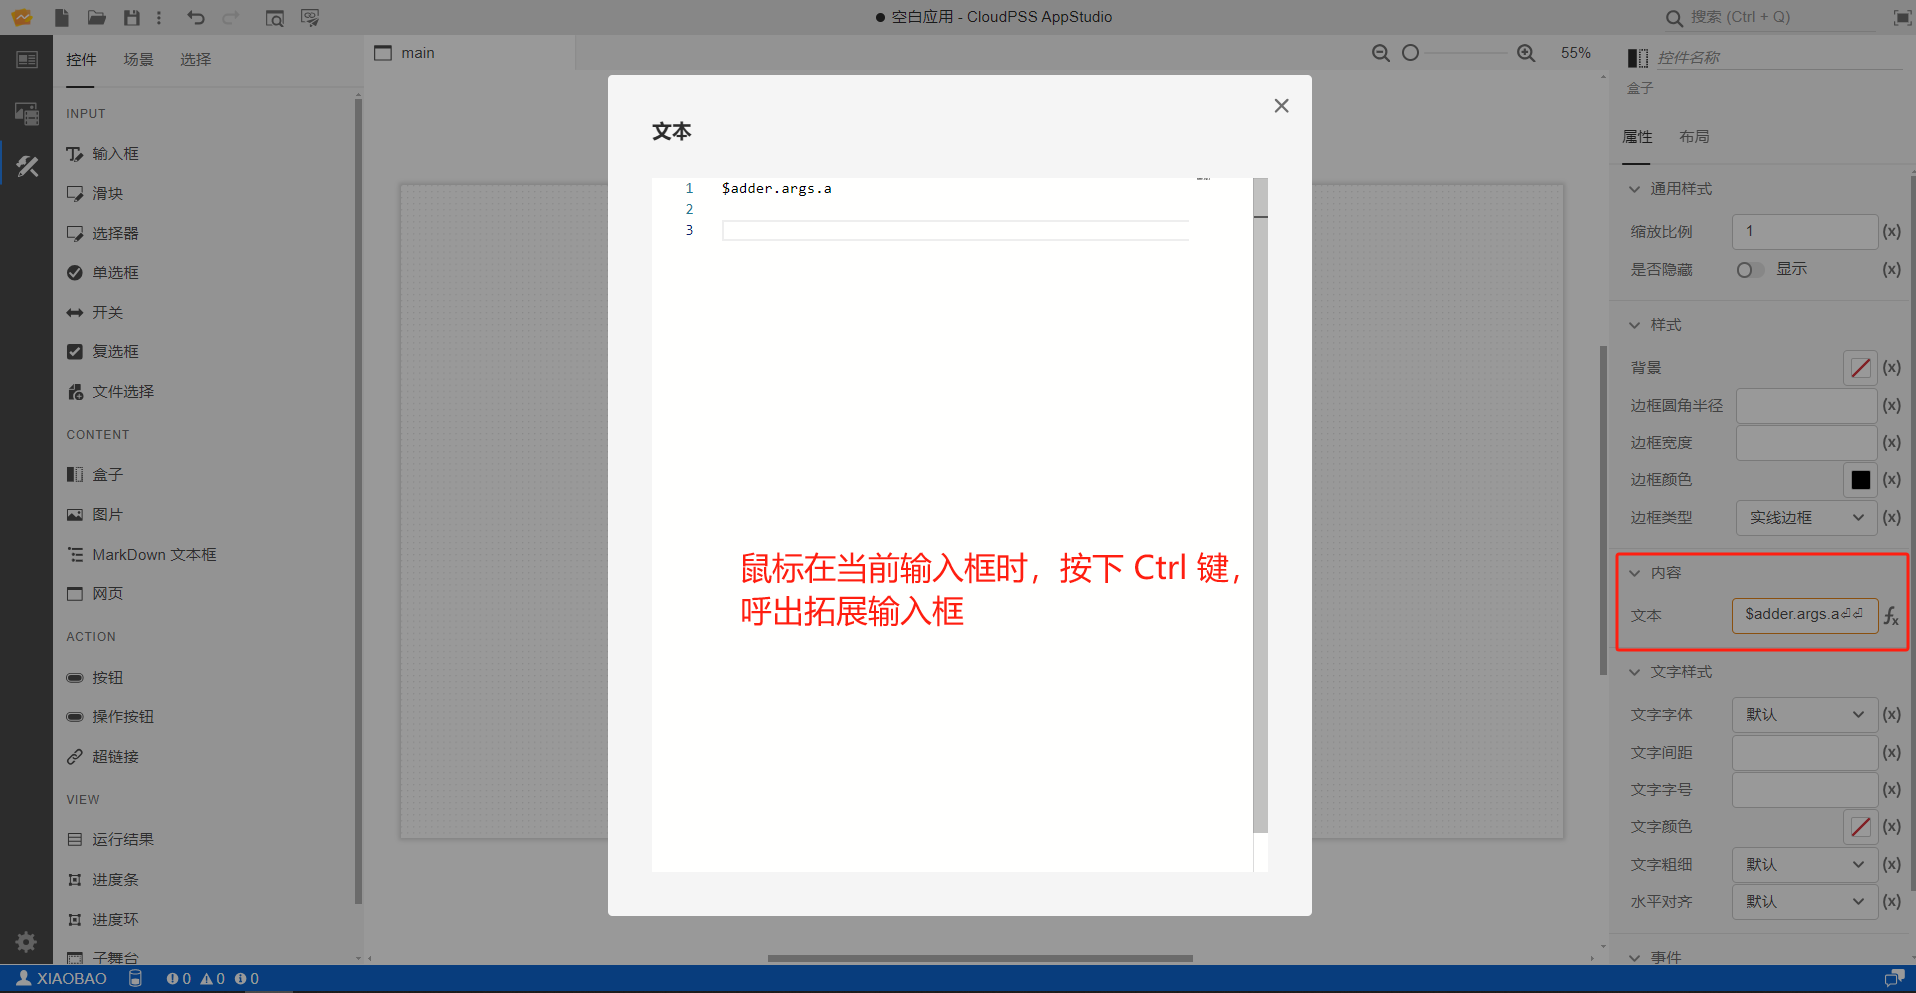 ● 空白应用 - CloudPSS AppStudio
搜索 (Ctrl + Q)
控件
场景
选择
main
55%
INPUT
输入框
滑块
选择器
单选框
开关
复选框
文件选择
CONTENT
盒子
图片
MarkDown 文本框
网页
ACTION
按钮
操作按钮
超链接
VIEW
运行结果
进度条
进度环
子舞台
文本
1 $adder.args.a
2
3
鼠标在当前输入框时，按下 Ctrl 键，
呼出拓展输入框
控件名称
盒子
属性
布局
通用样式
缩放比例 1 (x)
是否隐藏 显示 (x)
样式
背景 (x)
边框圆角半径 (x)
边框宽度 (x)
边框颜色 (x)
边框类型 实线边框 (x)
内容
文本 $adder.args.a⏎⏎ fx
文字样式
文字字体 默认 (x)
文字间距 (x)
文字字号 (x)
文字颜色 (x)
文字粗细 默认 (x)
水平对齐 默认 (x)
事件
XIAOBAO 0 0 0